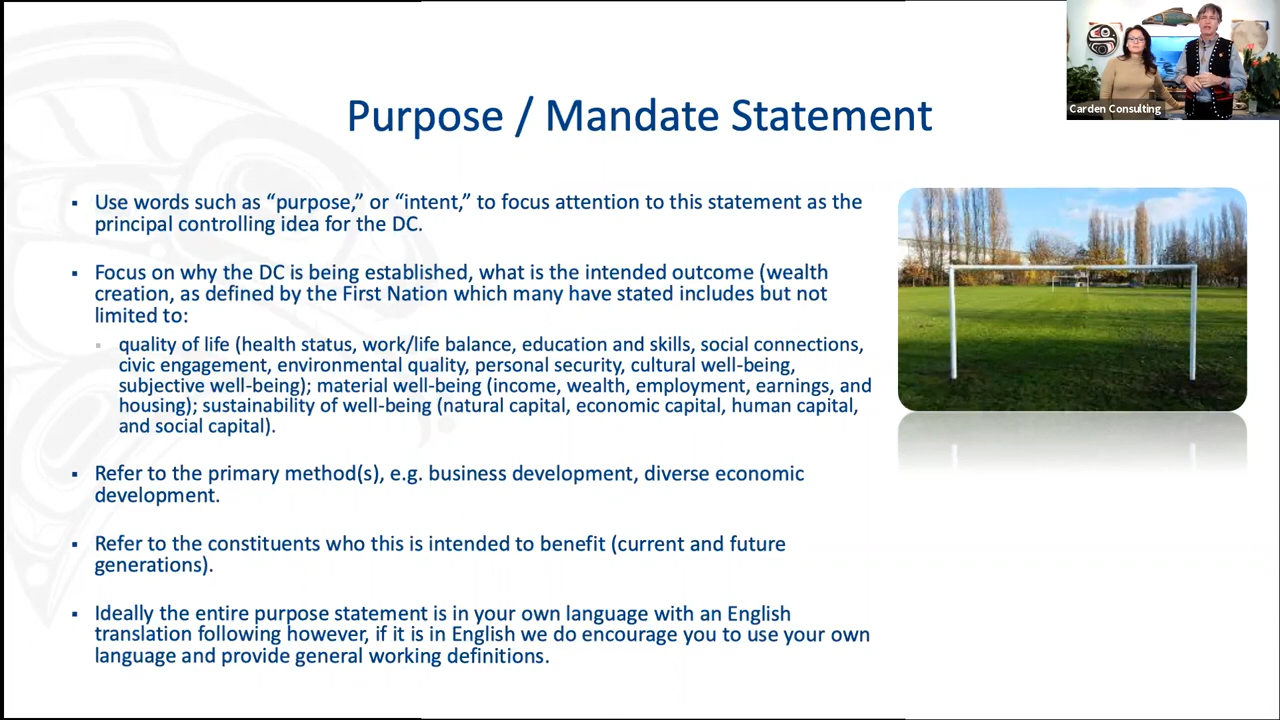 Carden Consulting
Purpose / Mandate Statement
▪ Use words such as “purpose,” or “intent,” to focus attention to this statement as the
principal controlling idea for the DC.
▪ Focus on why the DC is being established, what is the intended outcome (wealth
creation, as defined by the First Nation which many have stated includes but not
limited to:
▪ quality of life (health status, work/life balance, education and skills, social connections,
civic engagement, environmental quality, personal security, cultural well-being,
subjective well-being); material well-being (income, wealth, employment, earnings, and
housing); sustainability of well-being (natural capital, economic capital, human capital,
and social capital).
▪ Refer to the primary method(s), e.g. business development, diverse economic
development.
▪ Refer to the constituents who this is intended to benefit (current and future
generations).
▪ Ideally the entire purpose statement is in your own language with an English
translation following however, if it is in English we do encourage you to use your own
language and provide general working definitions.